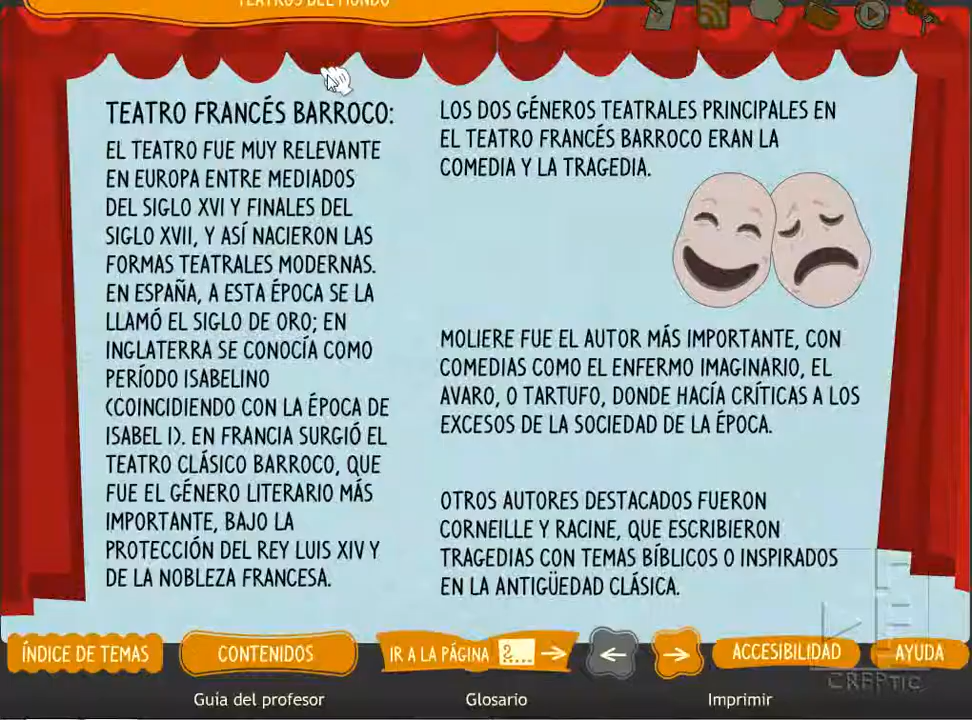 TEATROS DEL MUNDO
TEATRO FRANCÉS BARROCO:
EL TEATRO FUE MUY RELEVANTE
EN EUROPA ENTRE MEDIADOS
DEL SIGLO XVI Y FINALES DEL
SIGLO XVII, Y ASÍ NACIERON LAS
FORMAS TEATRALES MODERNAS.
EN ESPAÑA, A ESTA ÉPOCA SE LA
LLAMÓ EL SIGLO DE ORO; EN
INGLATERRA SE CONOCÍA COMO
PERÍODO ISABELINO
(COINCIDIENDO CON LA ÉPOCA DE
ISABEL I). EN FRANCIA SURGIÓ EL
TEATRO CLÁSICO BARROCO, QUE
FUE EL GÉNERO LITERARIO MÁS
IMPORTANTE, BAJO LA
PROTECCIÓN DEL REY LUIS XIV Y
DE LA NOBLEZA FRANCESA.
LOS DOS GÉNEROS TEATRALES PRINCIPALES EN
EL TEATRO FRANCÉS BARROCO ERAN LA
COMEDIA Y LA TRAGEDIA.
MOLIERE FUE EL AUTOR MÁS IMPORTANTE, CON
COMEDIAS COMO EL ENFERMO IMAGINARIO, EL
AVARO, O TARTUFO, DONDE HACÍA CRÍTICAS A LOS
EXCESOS DE LA SOCIEDAD DE LA ÉPOCA.
OTROS AUTORES DESTACADOS FUERON
CORNEILLE Y RACINE, QUE ESCRIBIERON
TRAGEDIAS CON TEMAS BÍBLICOS O INSPIRADOS
EN LA ANTIGÜEDAD CLÁSICA.
ÍNDICE DE TEMAS
CONTENIDOS
IR A LA PÁGINA 2...
ACCESIBILIDAD
AYUDA
CREPTIC
Guía del profesor
Glosario
Imprimir